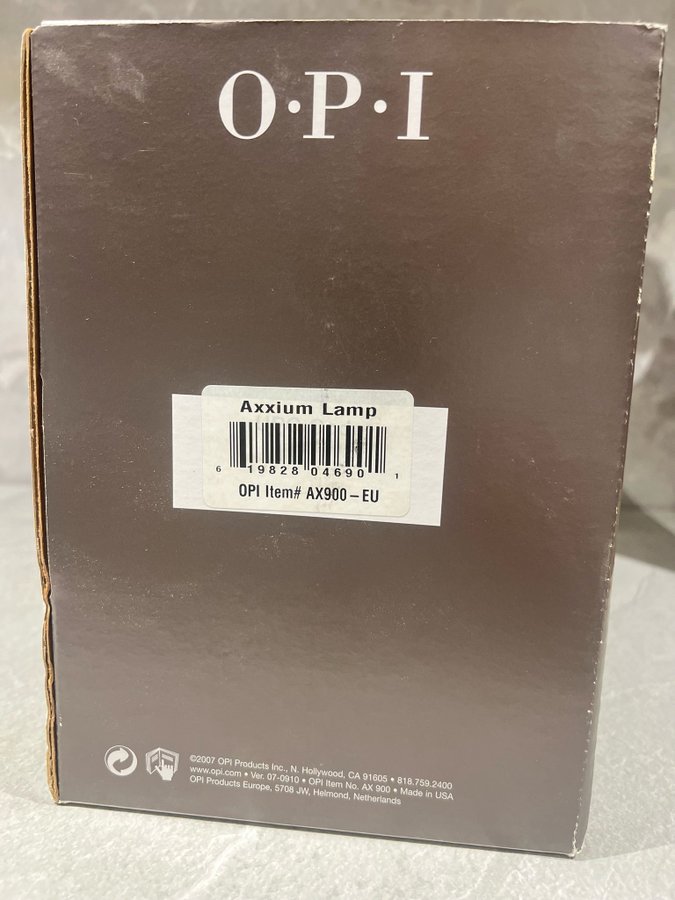 O·P·I
Axxium Lamp
6 19828 04690 1
OPI Item# AX900-EU
©2007 OPI Products Inc., N. Hollywood, CA 91605 • 818.759.2400
www.opi.com • Ver. 07-0910 • OPI Item No. AX 900 • Made in USA
OPI Products Europe, 5708 JW, Helmond, Netherlands